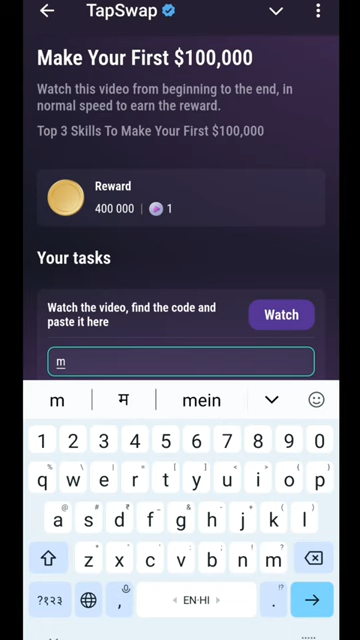 TapSwap
Make Your First $100,000
Watch this video from beginning to the end, in
normal speed to earn the reward.
Top 3 Skills To Make Your First $100,000
Reward
400 000 | 1
Your tasks
Watch the video, find the code and
paste it here
Watch
m
m म mein
1 2 3 4 5 6 7 8 9 0
q w e r t y u i o p
a s d f g h j k l
z x c v b n m
?१२३ , EN·HI .